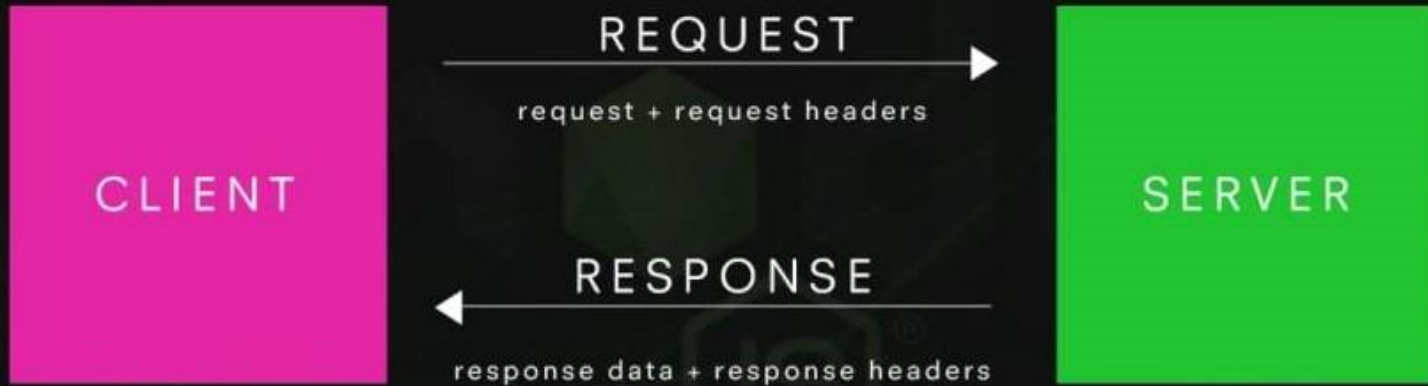 CLIENT
REQUEST
request + request headers
RESPONSE
response data + response headers
SERVER